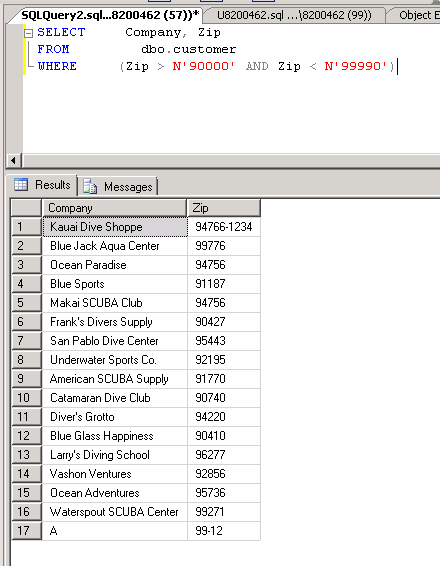 SQLQuery2.sql...8200462 (57))* U8200462.sql ...\8200462 (99)) Object E
SELECT Company, Zip
FROM dbo.customer
WHERE (Zip > N'90000' AND Zip < N'99990')
Results Messages
Company Zip
1 Kauai Dive Shoppe 94766-1234
2 Blue Jack Aqua Center 99776
3 Ocean Paradise 94756
4 Blue Sports 91187
5 Makai SCUBA Club 94756
6 Frank's Divers Supply 90427
7 San Pablo Dive Center 95443
8 Underwater Sports Co. 92195
9 American SCUBA Supply 91770
10 Catamaran Dive Club 90740
11 Diver's Grotto 94220
12 Blue Glass Happiness 90410
13 Larry's Diving School 96277
14 Vashon Ventures 92856
15 Ocean Adventures 95736
16 Waterspout SCUBA Center 99271
17 A 99-12